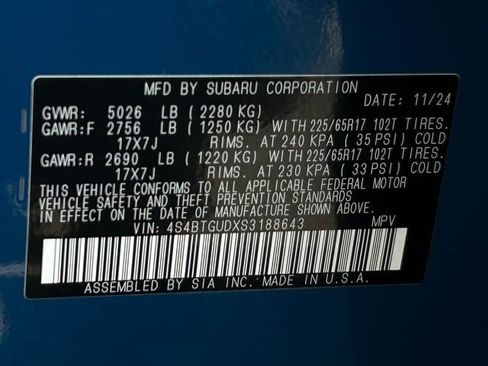 MFD BY SUBARU CORPORATION
DATE: 11/24
GVWR: 5026 LB (2280 KG)
GAWR:F 2756 LB (1250 KG) WITH 225/65R17 102T TIRES.
17X7J RIMS. AT 240 KPA (35 PSI) COLD
GAWR:R 2690 LB (1220 KG) WITH 225/65R17 102T TIRES.
17X7J RIMS. AT 230 KPA (33 PSI) COLD
THIS VEHICLE CONFORMS TO ALL APPLICABLE FEDERAL MOTOR
VEHICLE SAFETY AND THEFT PREVENTION STANDARDS
IN EFFECT ON THE DATE OF MANUFACTURE SHOWN ABOVE.
VIN: 4S4BTGUDXS3188643 MPV
ASSEMBLED BY SIA INC. MADE IN U.S.A.